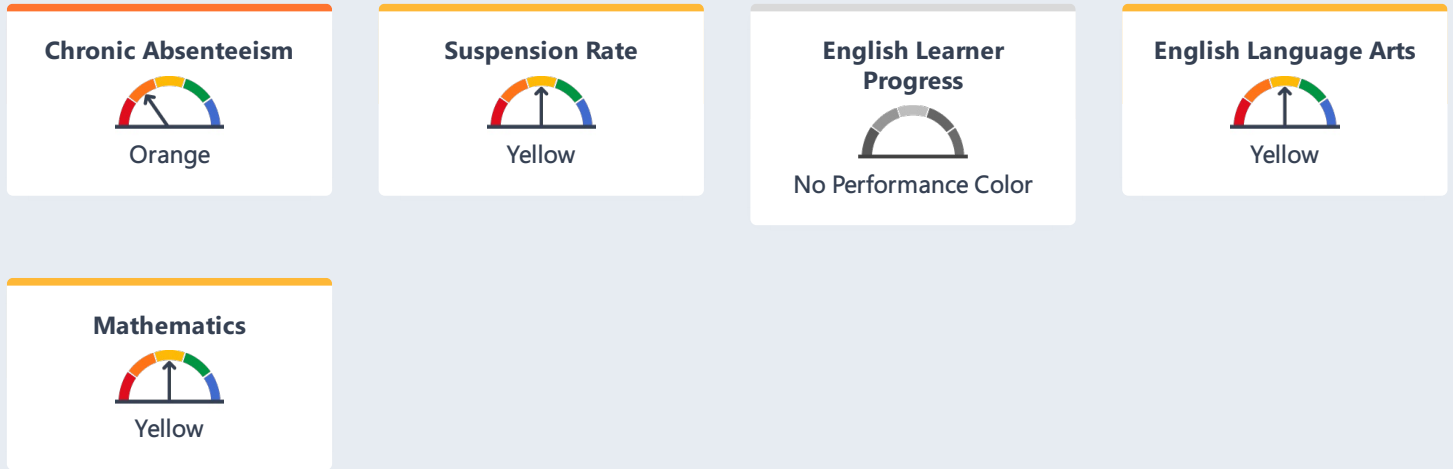 Chronic Absenteeism
Orange
Suspension Rate
Yellow
English Learner
Progress
No Performance Color
English Language Arts
Yellow
Mathematics
Yellow